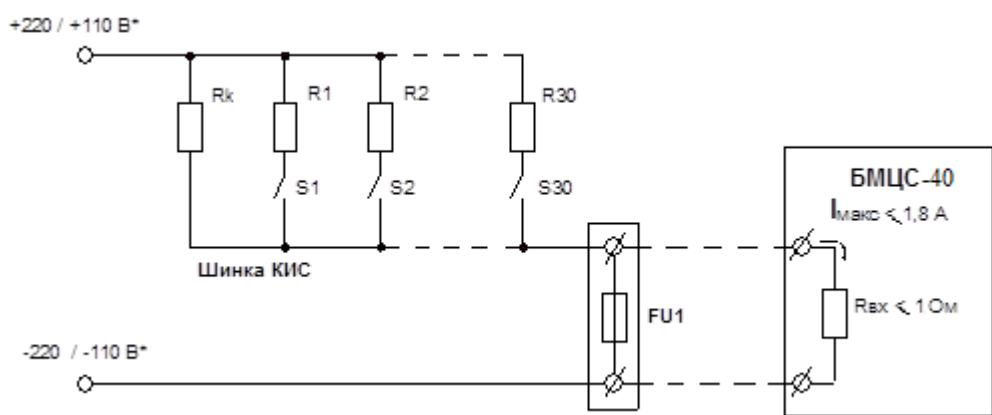 +220 / +110 В*
Rk
R1
R2
R30
S1
S2
S30
БМЦС-40
Iмакс < 1,8 А
Шинка КИС
FU1
Rвх < 1 Ом
-220 / -110 В*